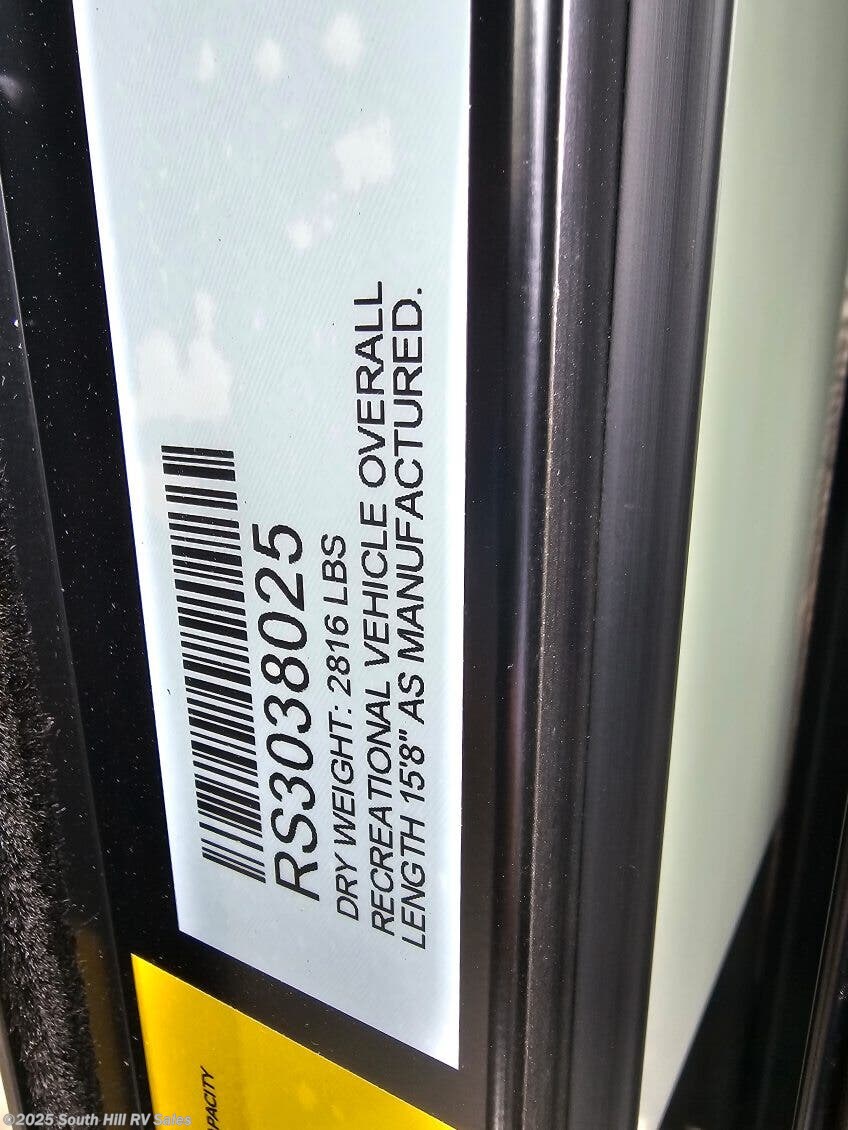 RS3038025
DRY WEIGHT: 2816 LBS
RECREATIONAL VEHICLE OVERALL
LENGTH 15'8" AS MANUFACTURED.
©2025 South Hill RV Sales